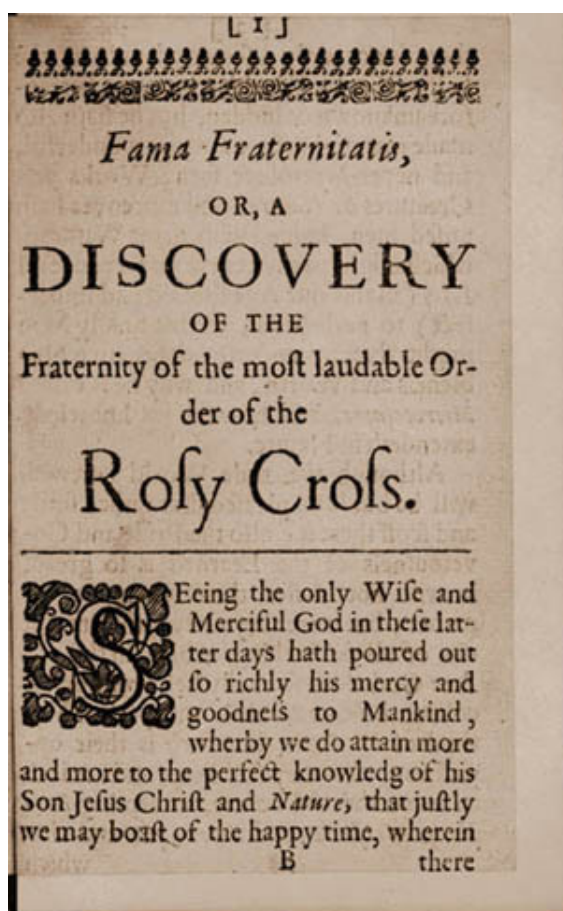 [ 1 ]
Fama Fraternitatis,
OR, A
DISCOVERY
OF THE
Fraternity of the moſt laudable Or-
der of the
Roſy Croſs.
SEeing the only Wiſe and
Merciful God in theſe lat-
ter days hath poured out
ſo richly his mercy and
goodneſs to Mankind,
wherby we do attain more
and more to the perfect knowledg of his
Son Jeſus Chriſt and Nature, that juſtly
we may boaſt of the happy time, wherein
B there